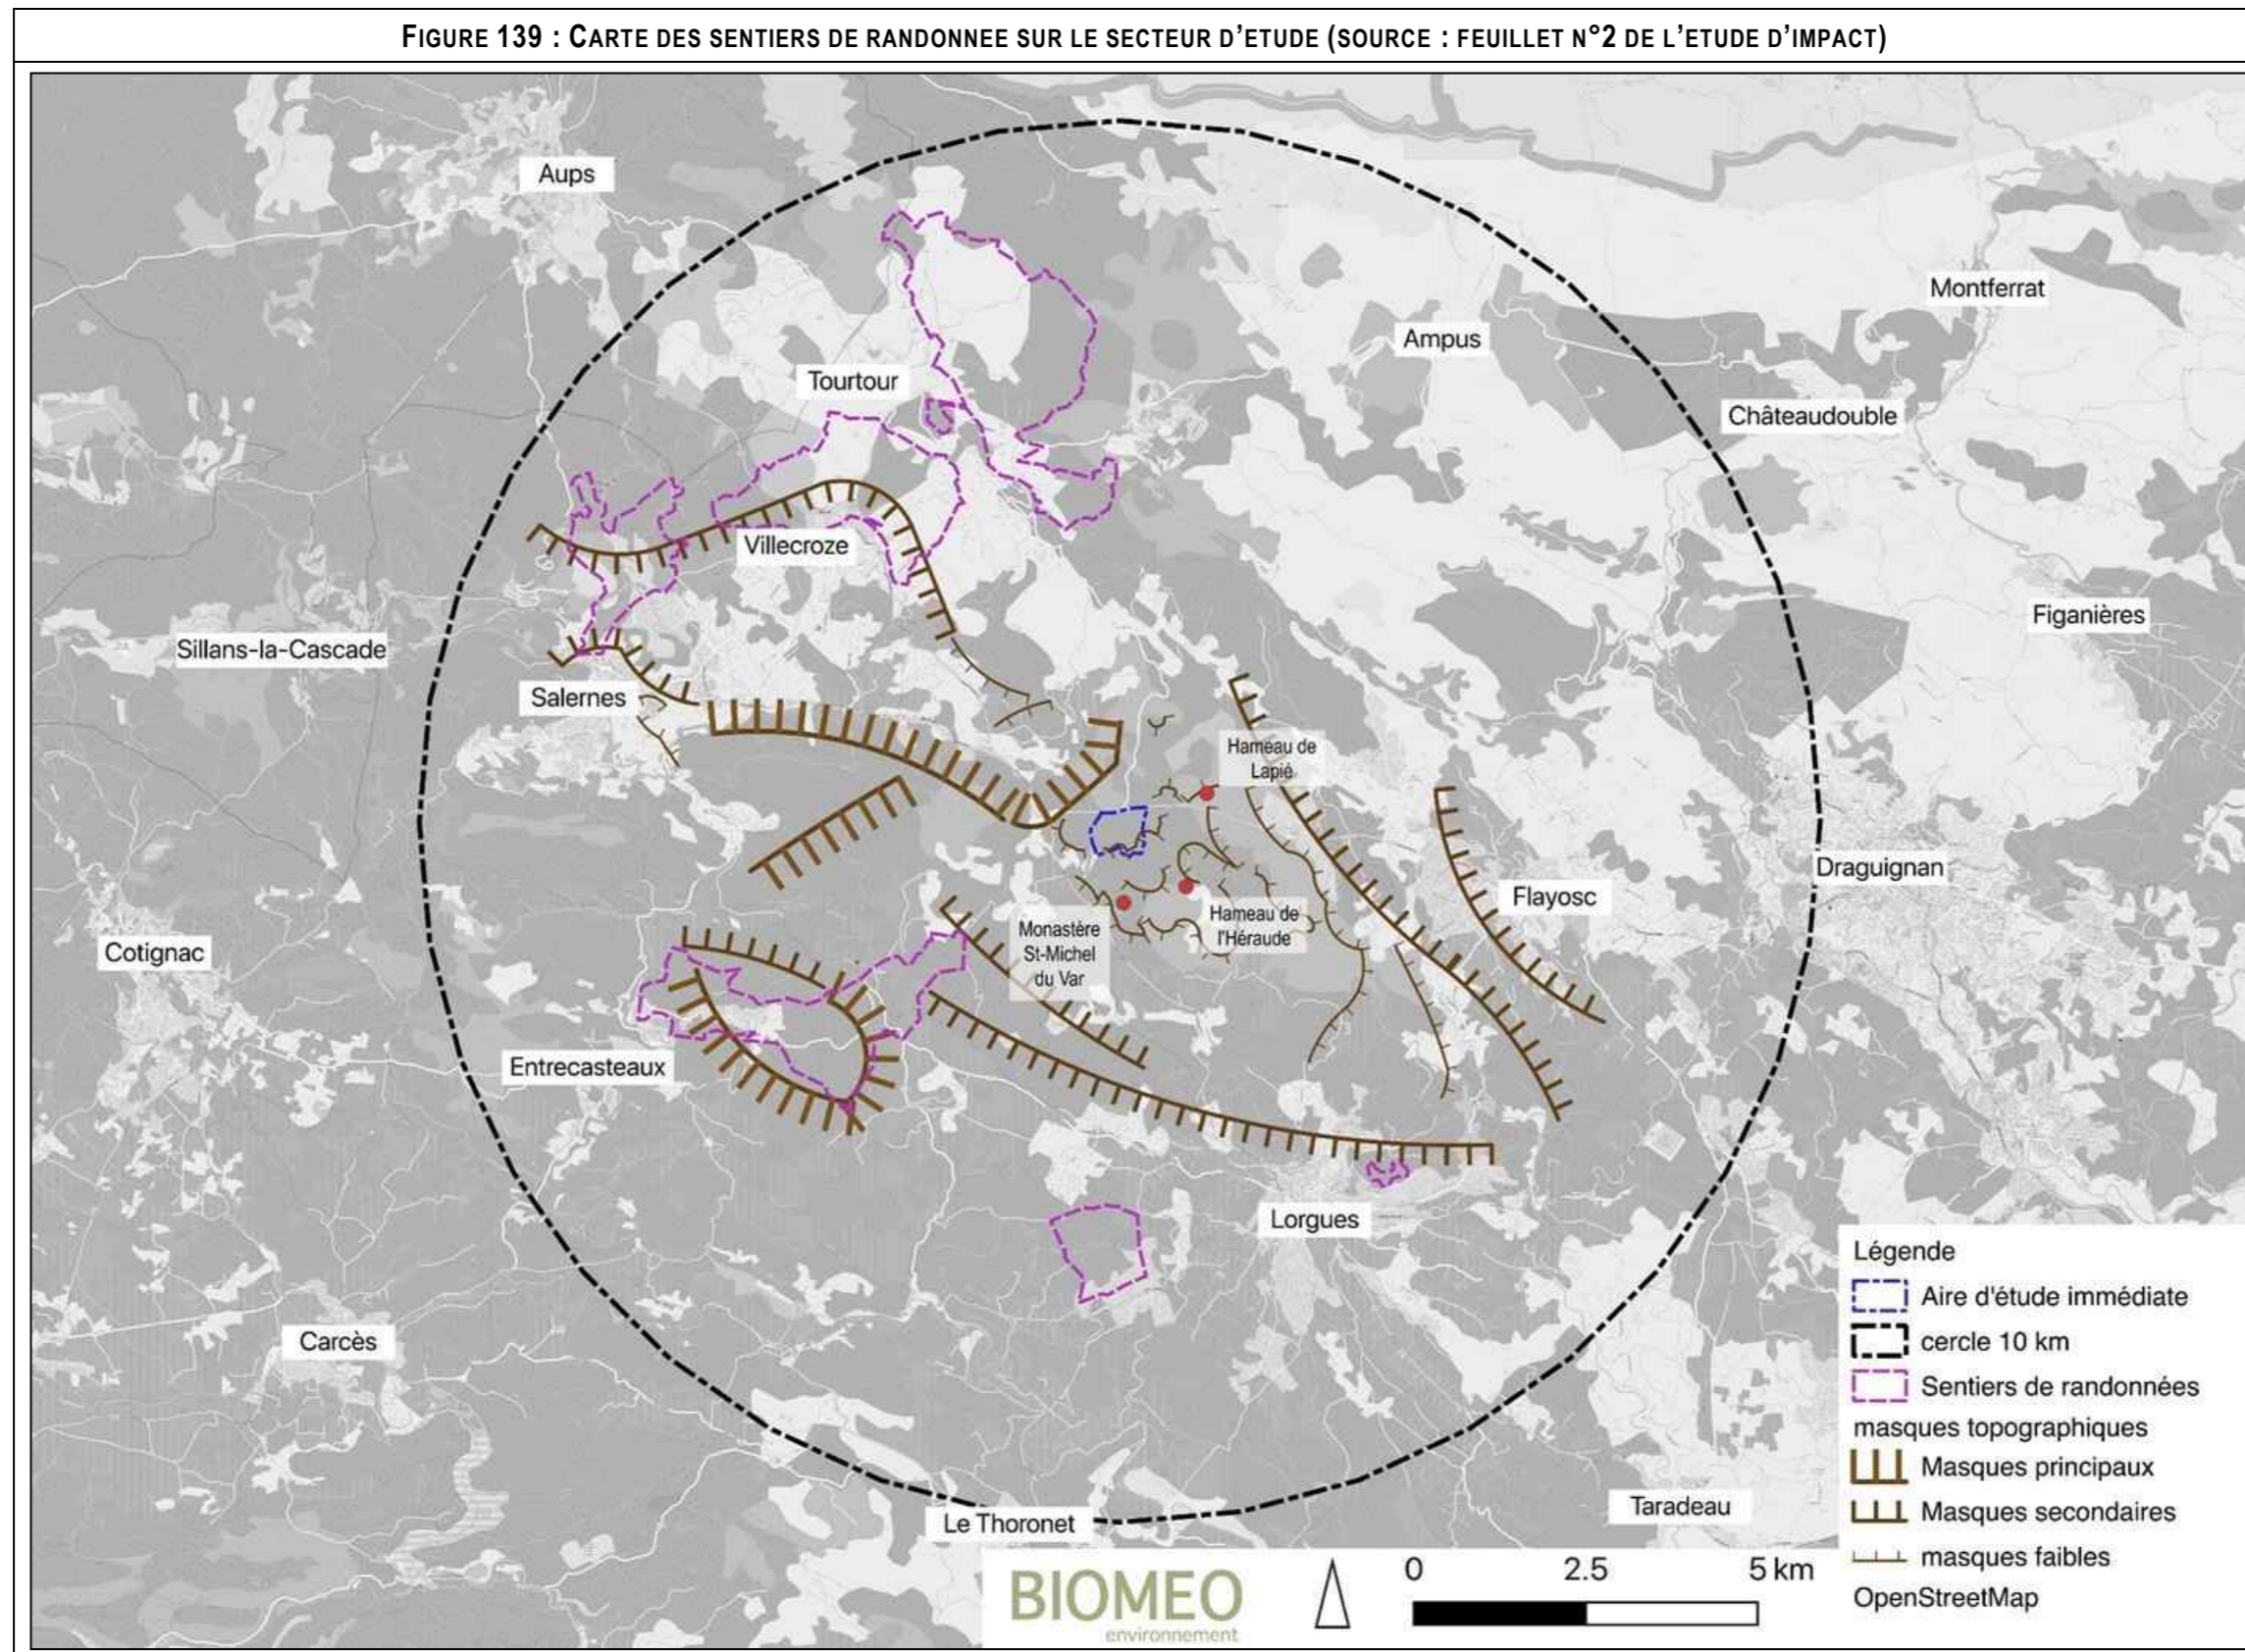 FIGURE 139 : CARTE DES SENTIERS DE RANDONNEE SUR LE SECTEUR D'ETUDE (SOURCE : FEUILLET N°2 DE L'ETUDE D'IMPACT)
Aups
Montferrat
Ampus
Tourtour
Châteaudouble
Villecroze
Figanières
Sillans-la-Cascade
Salernes
Hameau de
Lapié
Draguignan
Flayosc
Hameau de
l'Héraude
Monastère
St-Michel
du Var
Cotignac
Entrecasteaux
Lorgues
Carcès
Le Thoronet
Taradeau
Légende
Aire d'étude immédiate
cercle 10 km
Sentiers de randonnées
masques topographiques
Masques principaux
Masques secondaires
masques faibles
OpenStreetMap
BIOMEO
environnement
0 2.5 5 km